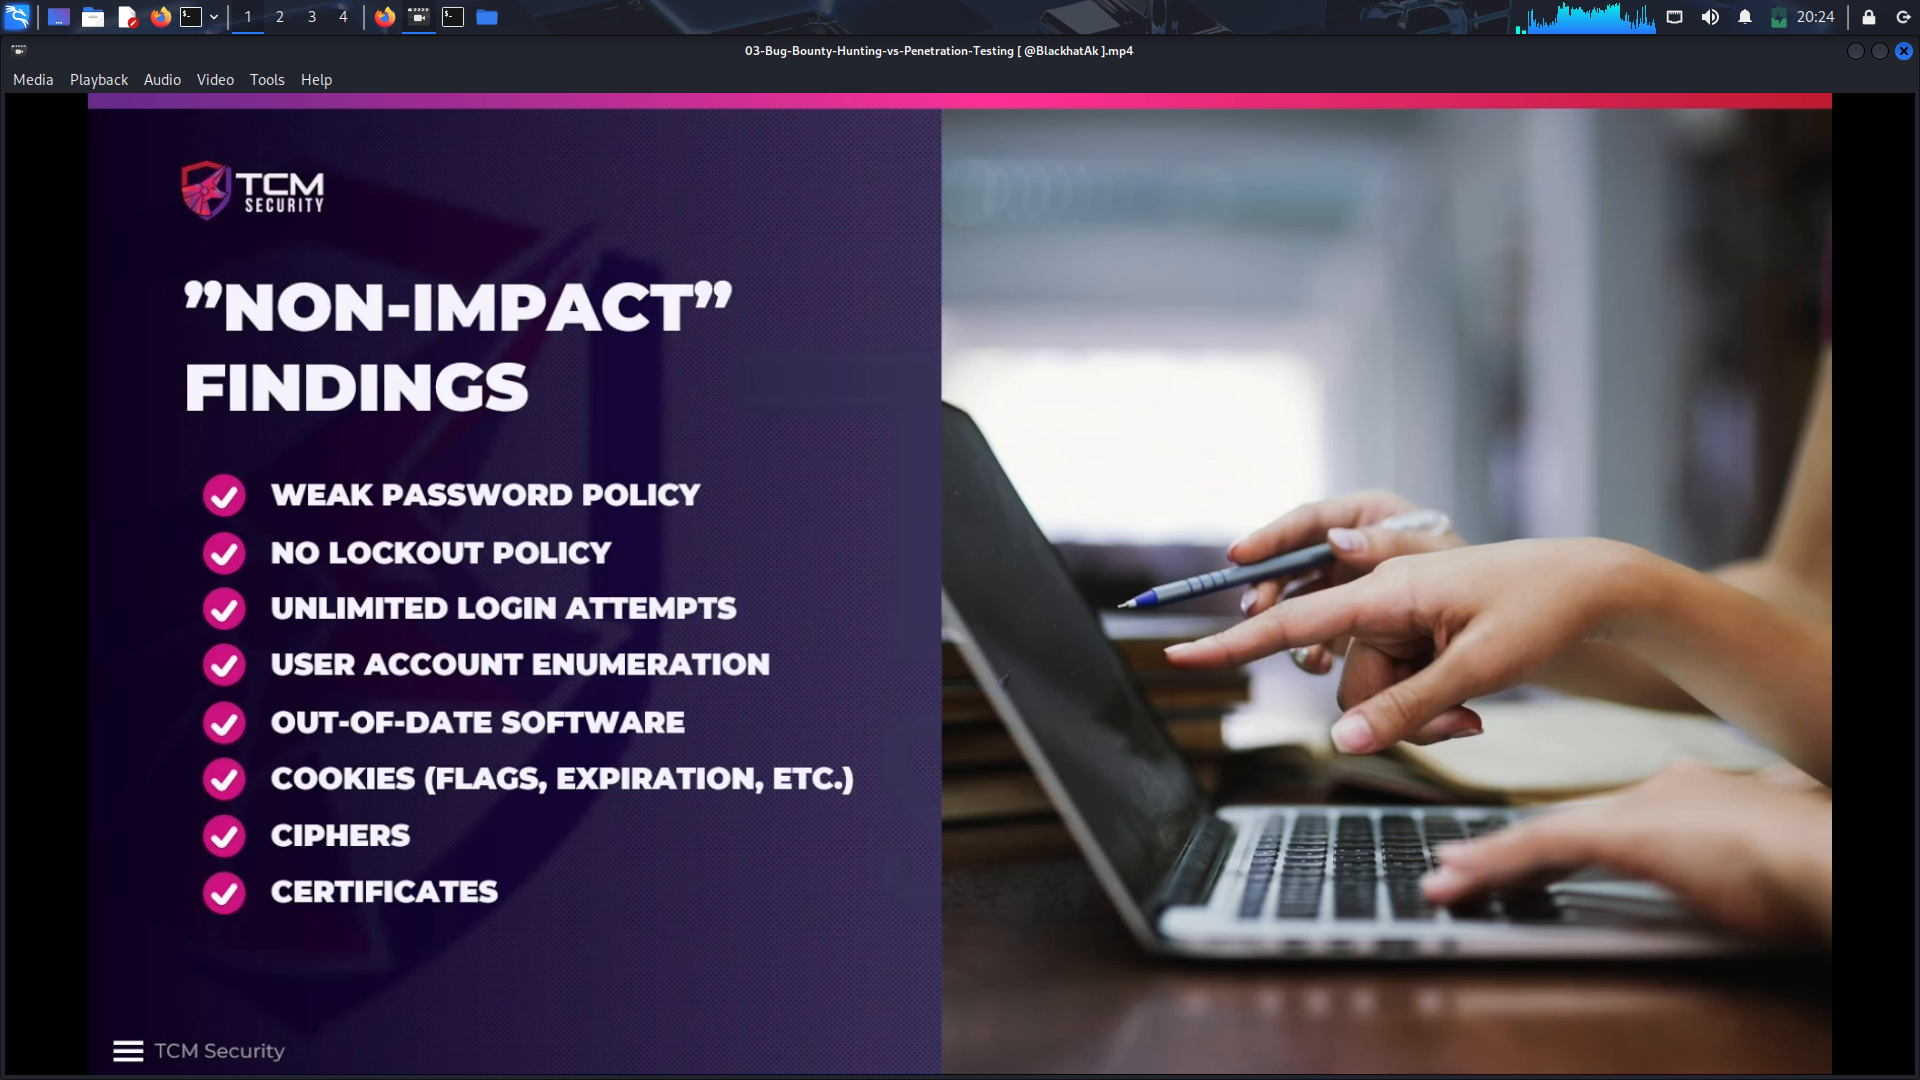 1 2 3 4
20:24
03-Bug-Bounty-Hunting-vs-Penetration-Testing [ @BlackhatAk ].mp4
Media Playback Audio Video Tools Help
TCM
SECURITY
”NON-IMPACT”
FINDINGS
WEAK PASSWORD POLICY
NO LOCKOUT POLICY
UNLIMITED LOGIN ATTEMPTS
USER ACCOUNT ENUMERATION
OUT-OF-DATE SOFTWARE
COOKIES (FLAGS, EXPIRATION, ETC.)
CIPHERS
CERTIFICATES
TCM Security